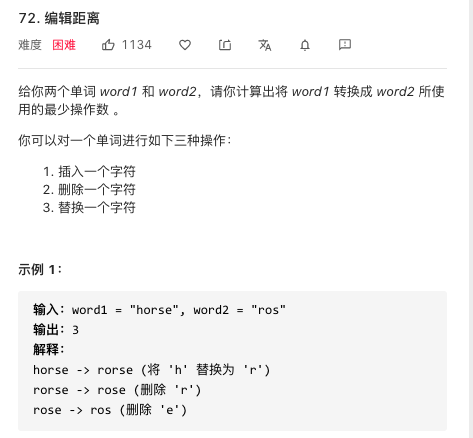 72. 编辑距离
难度 困难 1134 文A
给你两个单词 word1 和 word2，请你计算出将 word1 转换成 word2 所使
用的最少操作数 。
你可以对一个单词进行如下三种操作：
1. 插入一个字符
2. 删除一个字符
3. 替换一个字符
示例 1：
输入：word1 = "horse", word2 = "ros"
输出：3
解释：
horse -> rorse (将 'h' 替换为 'r')
rorse -> rose (删除 'r')
rose -> ros (删除 'e')